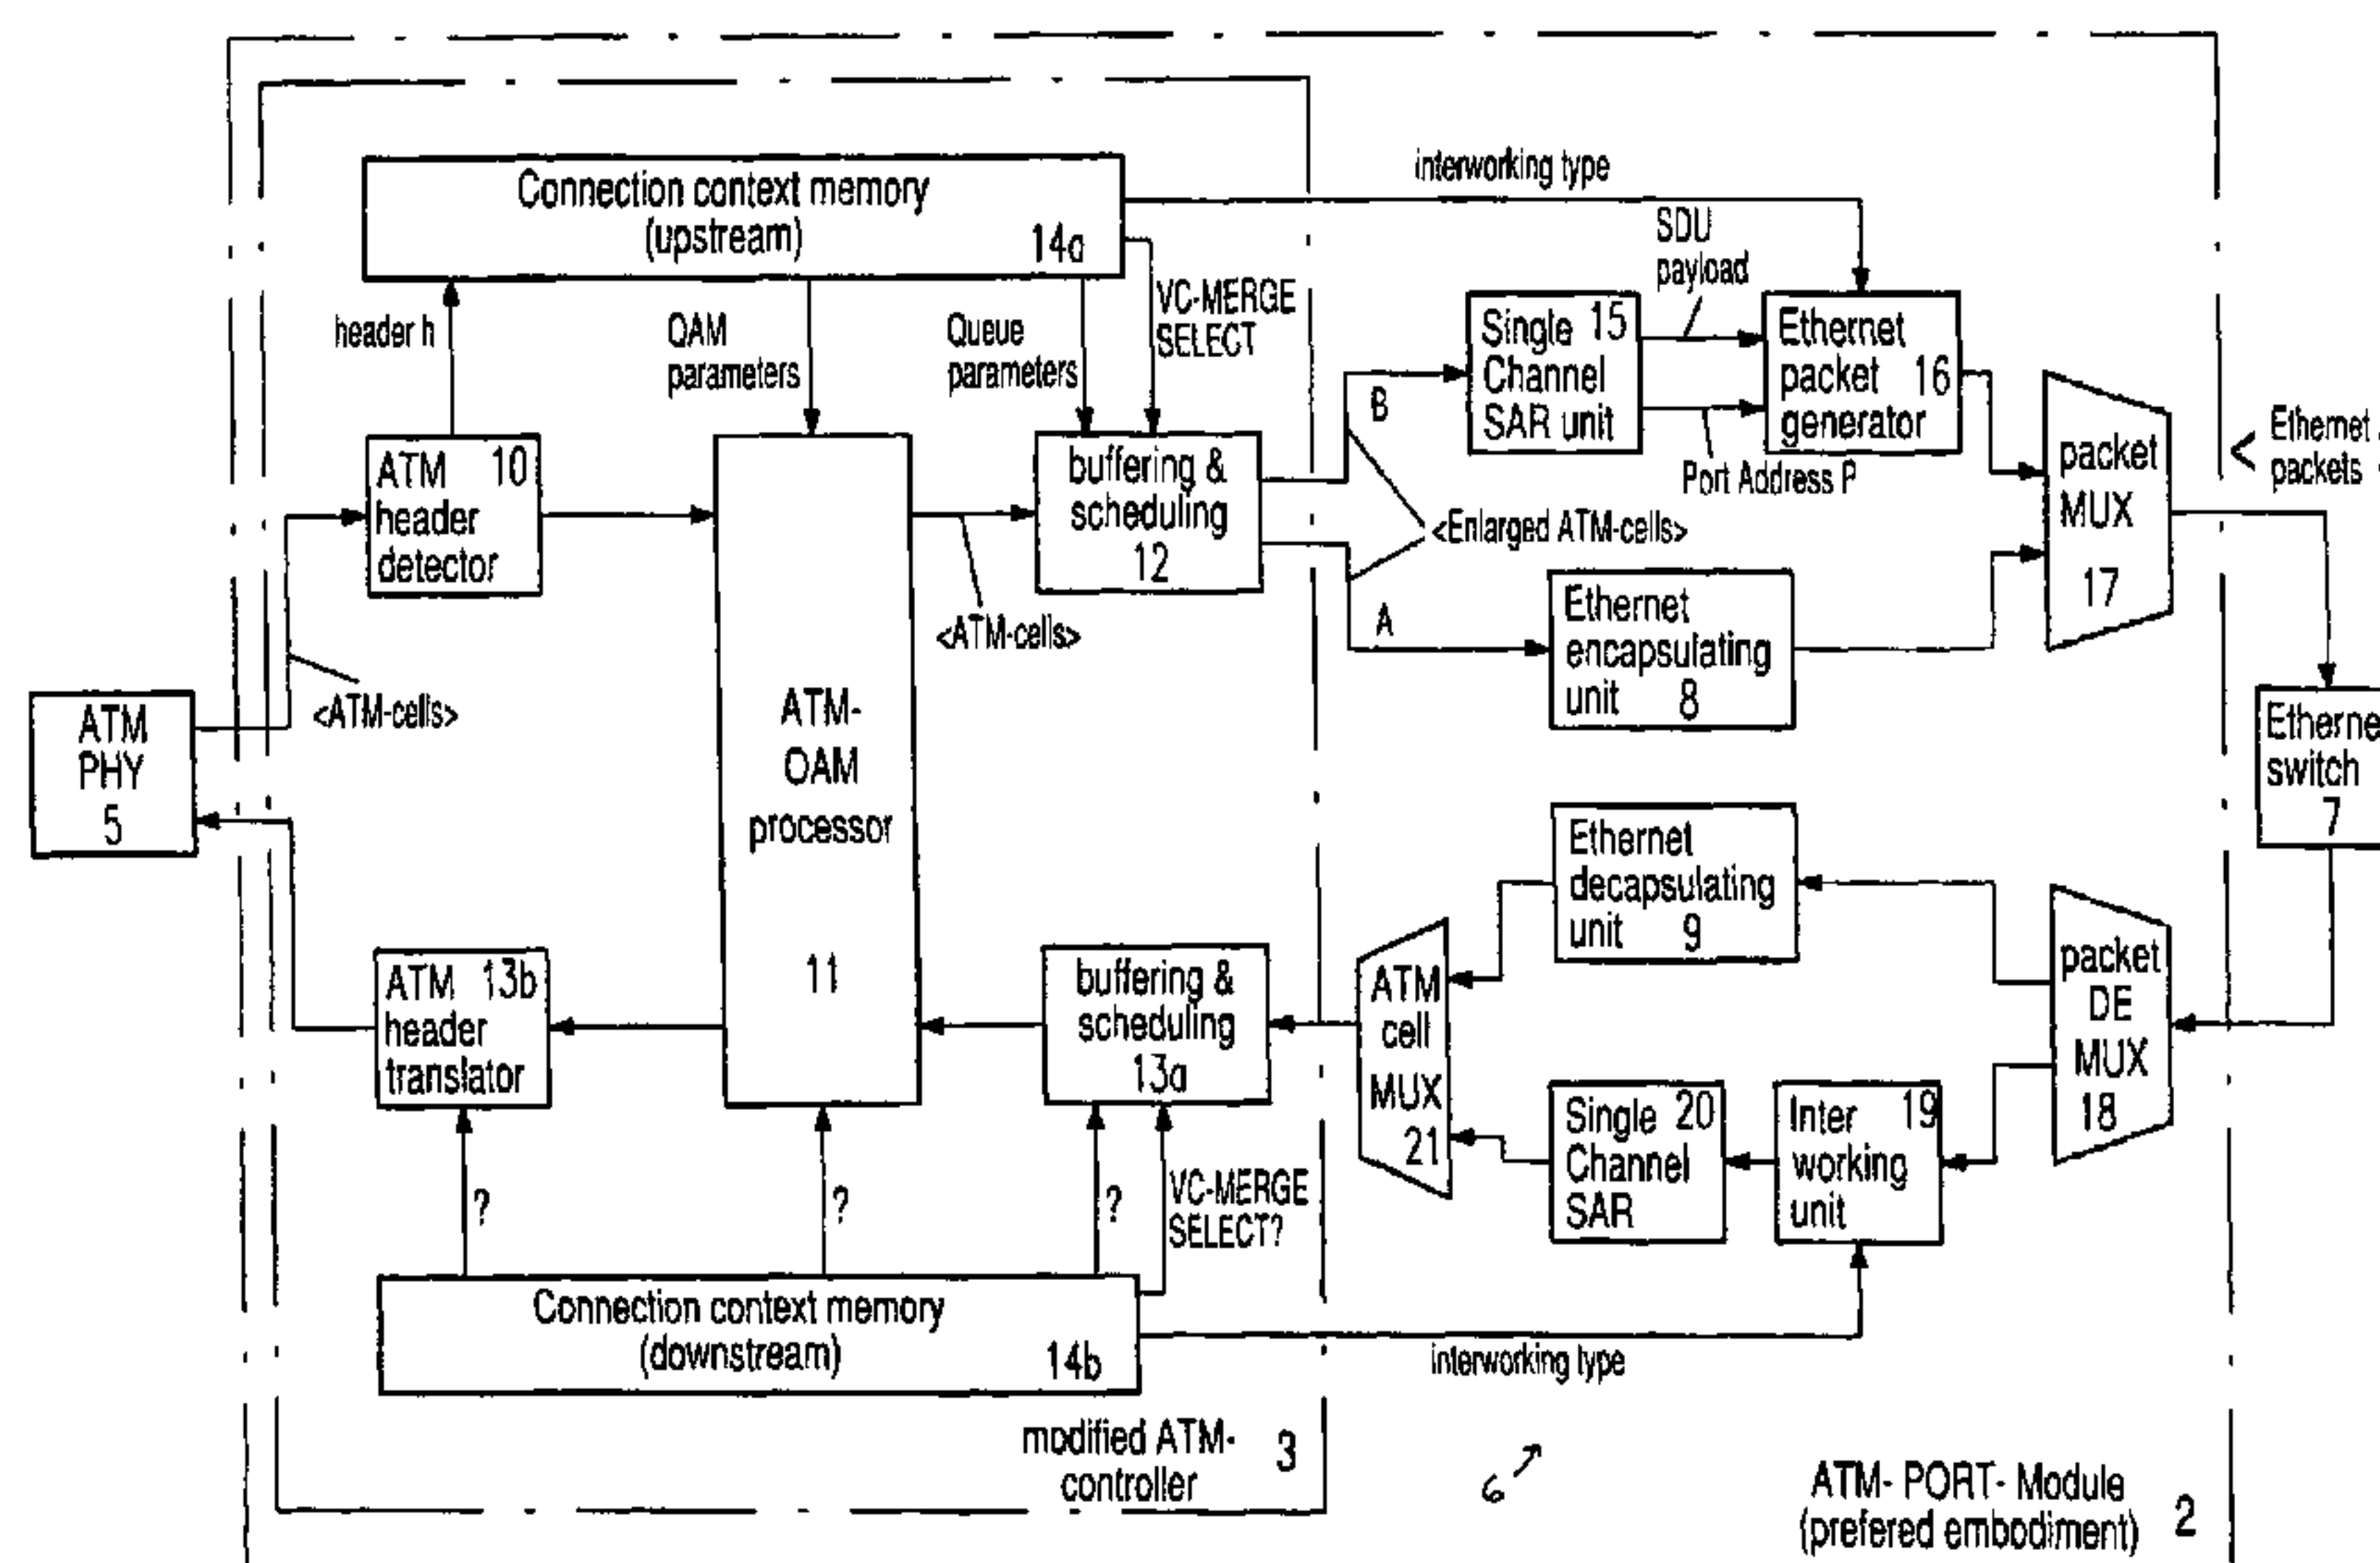 Connection context memory
(upstream)
14a
interworking type
header h
OAM
parameters
Queue
parameters
VC-MERGE
SELECT
SDU
payload
Single 15
Channel
SAR unit
Ethernet
packet 16
generator
Port Address P
packet
MUX
17
< Ethernet
packets
ATM 10
header
detector
buffering &
scheduling
12
B
<Enlarged ATM-cells>
A
<ATM-cells>
Ethernet
encapsulating
unit 8
<ATM-cells>
ATM
PHY
5
ATM-
OAM
processor
11
switch
7
Ethernet
decapsulating
unit 9
ATM 13b
header
translator
buffering &
scheduling
13a
ATM
cell
MUX
21
packet
DE
MUX
18
Single 20
Channel
SAR
Inter 19
working
unit
?
?
?
VC-MERGE
SELECT?
Connection context memory
(downstream)
14b
interworking type
modified ATM-
controller 3
6
ATM- PORT- Module
(prefered embodiment) 2